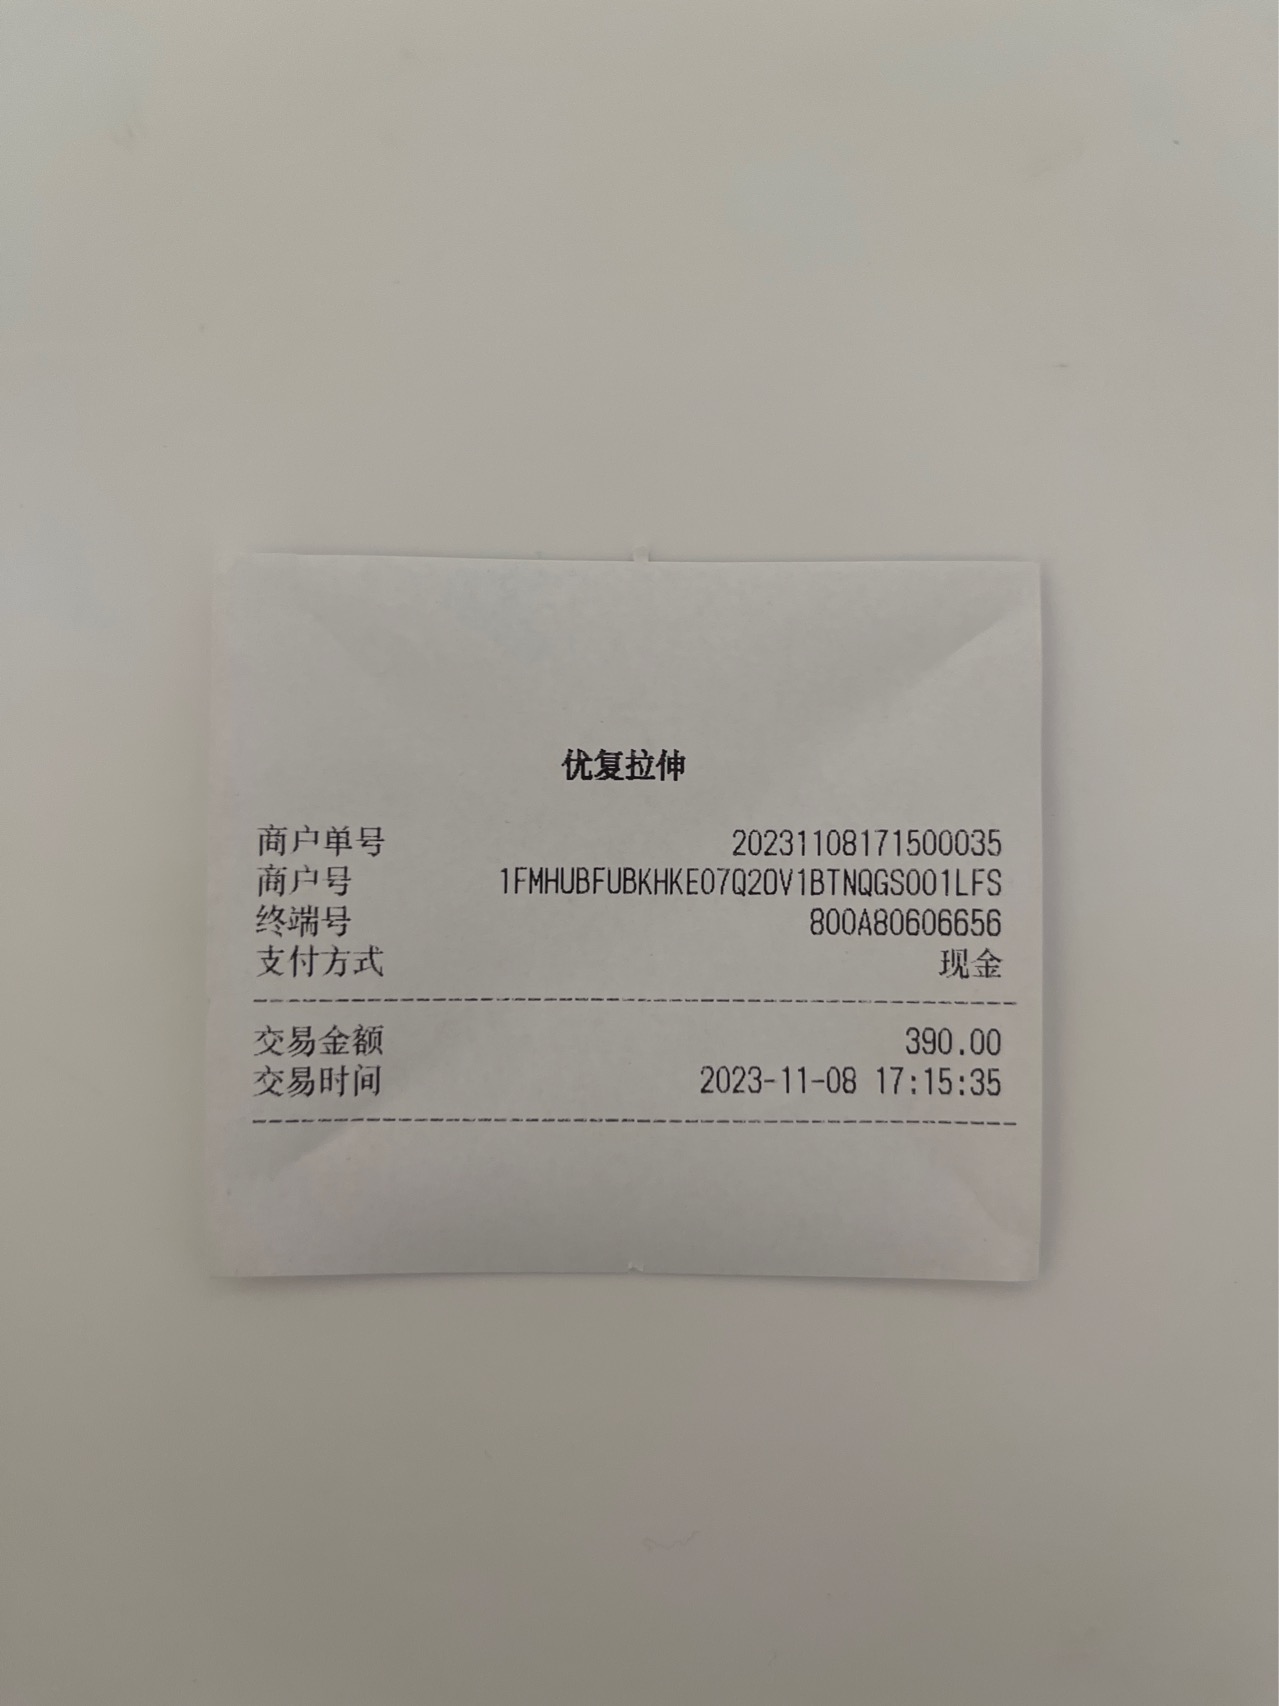 优复拉伸
商户单号 20231108171500035
商户号 1FMHUBFUBKHKE07Q20V1BTNQGS001LFS
终端号 800A80606656
支付方式 现金
交易金额 390.00
交易时间 2023-11-08 17:15:35